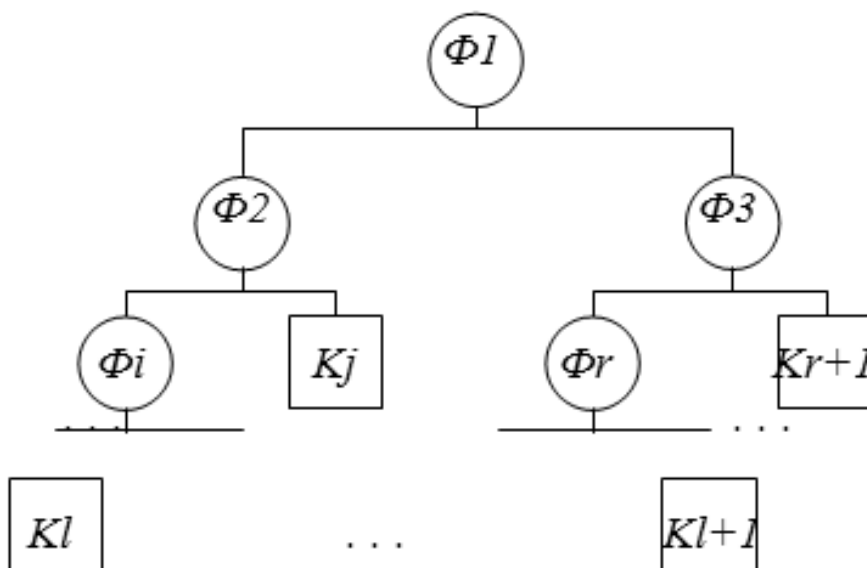 Φ1
Φ2
Φ3
Φi
Kj
Φr
Kr+1
. . .
. . .
Kl
. . .
Kl+1